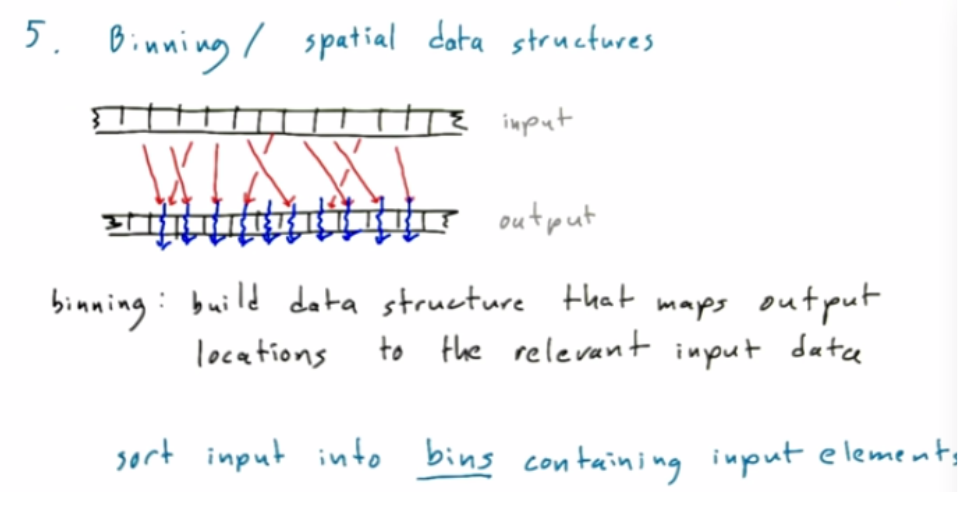 5. Binning / spatial data structures
input
output
binning: build data structure that maps output
locations to the relevant input data
sort input into bins containing input elements